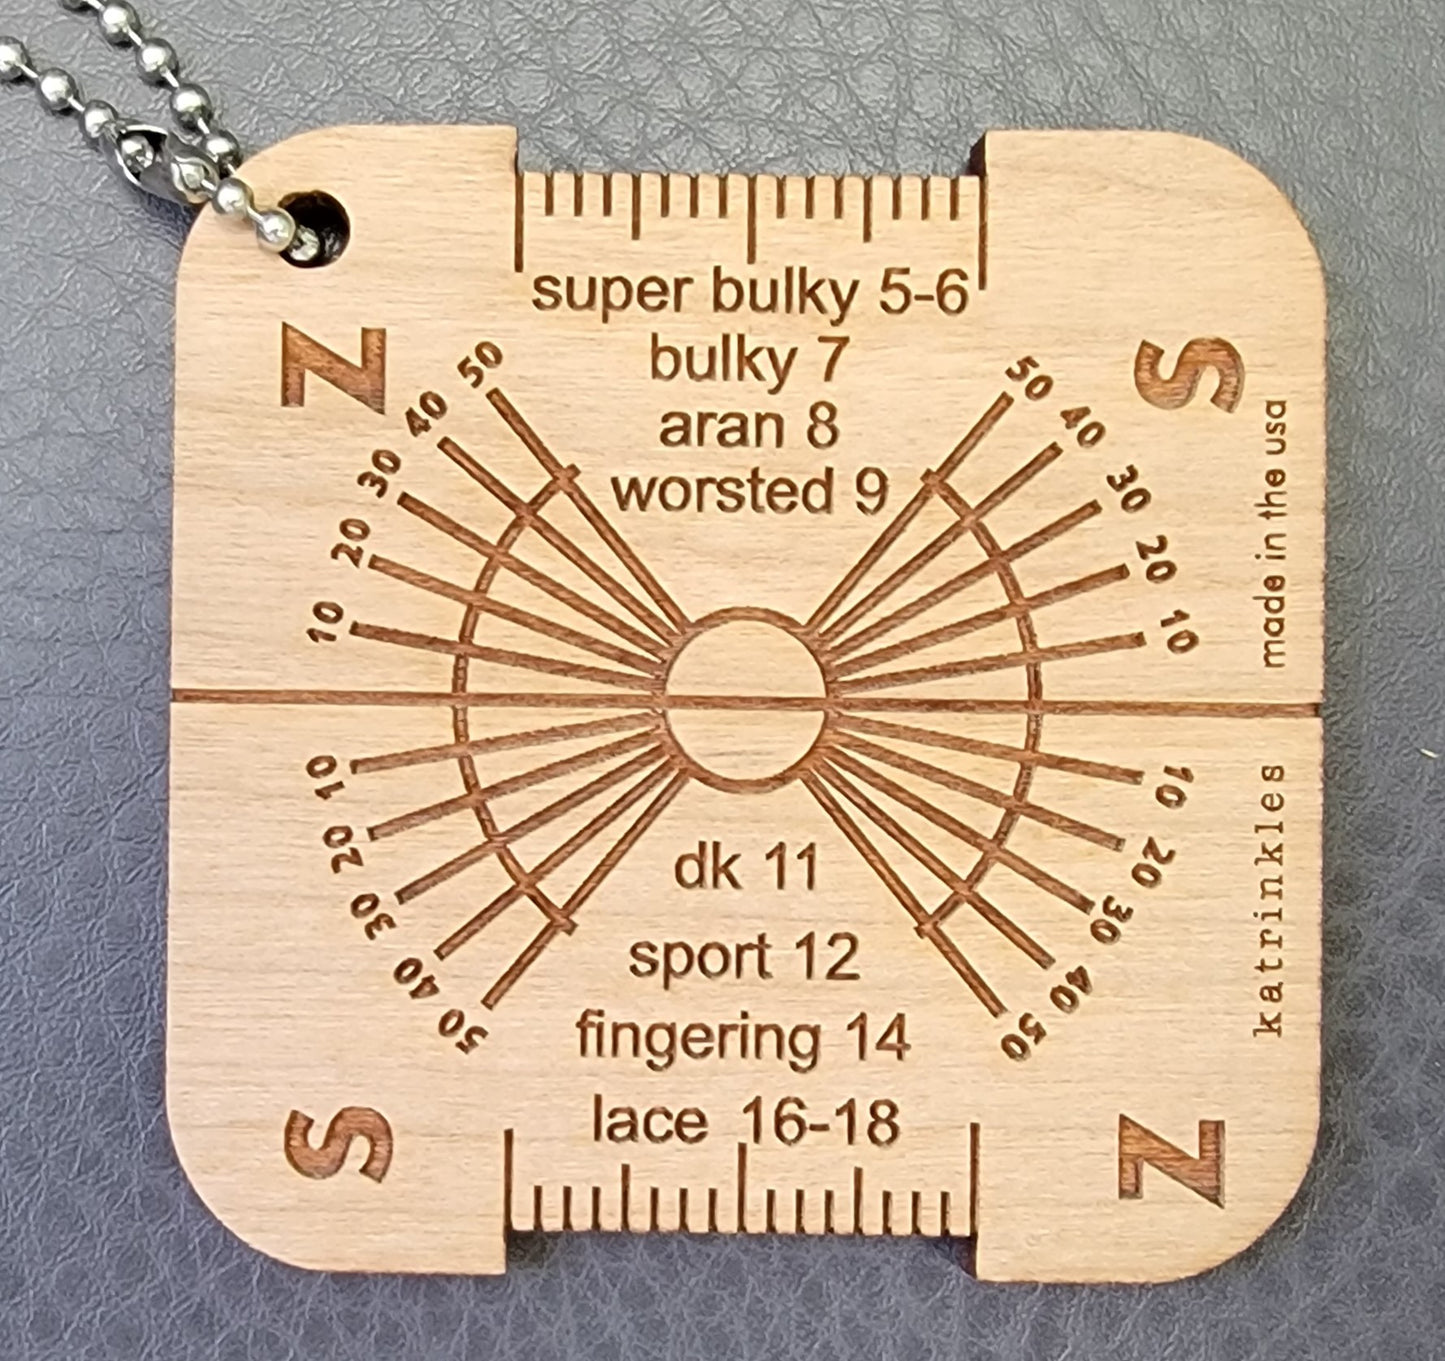 super bulky 5-6
bulky 7
aran 8
worsted 9
Z
S
50
40
30
20
10
50
40
30
20
10
made in the usa
10
20
30
40
50
10
20
30
40
50
katrinkles
dk 11
sport 12
fingering 14
lace 16-18
S
Z